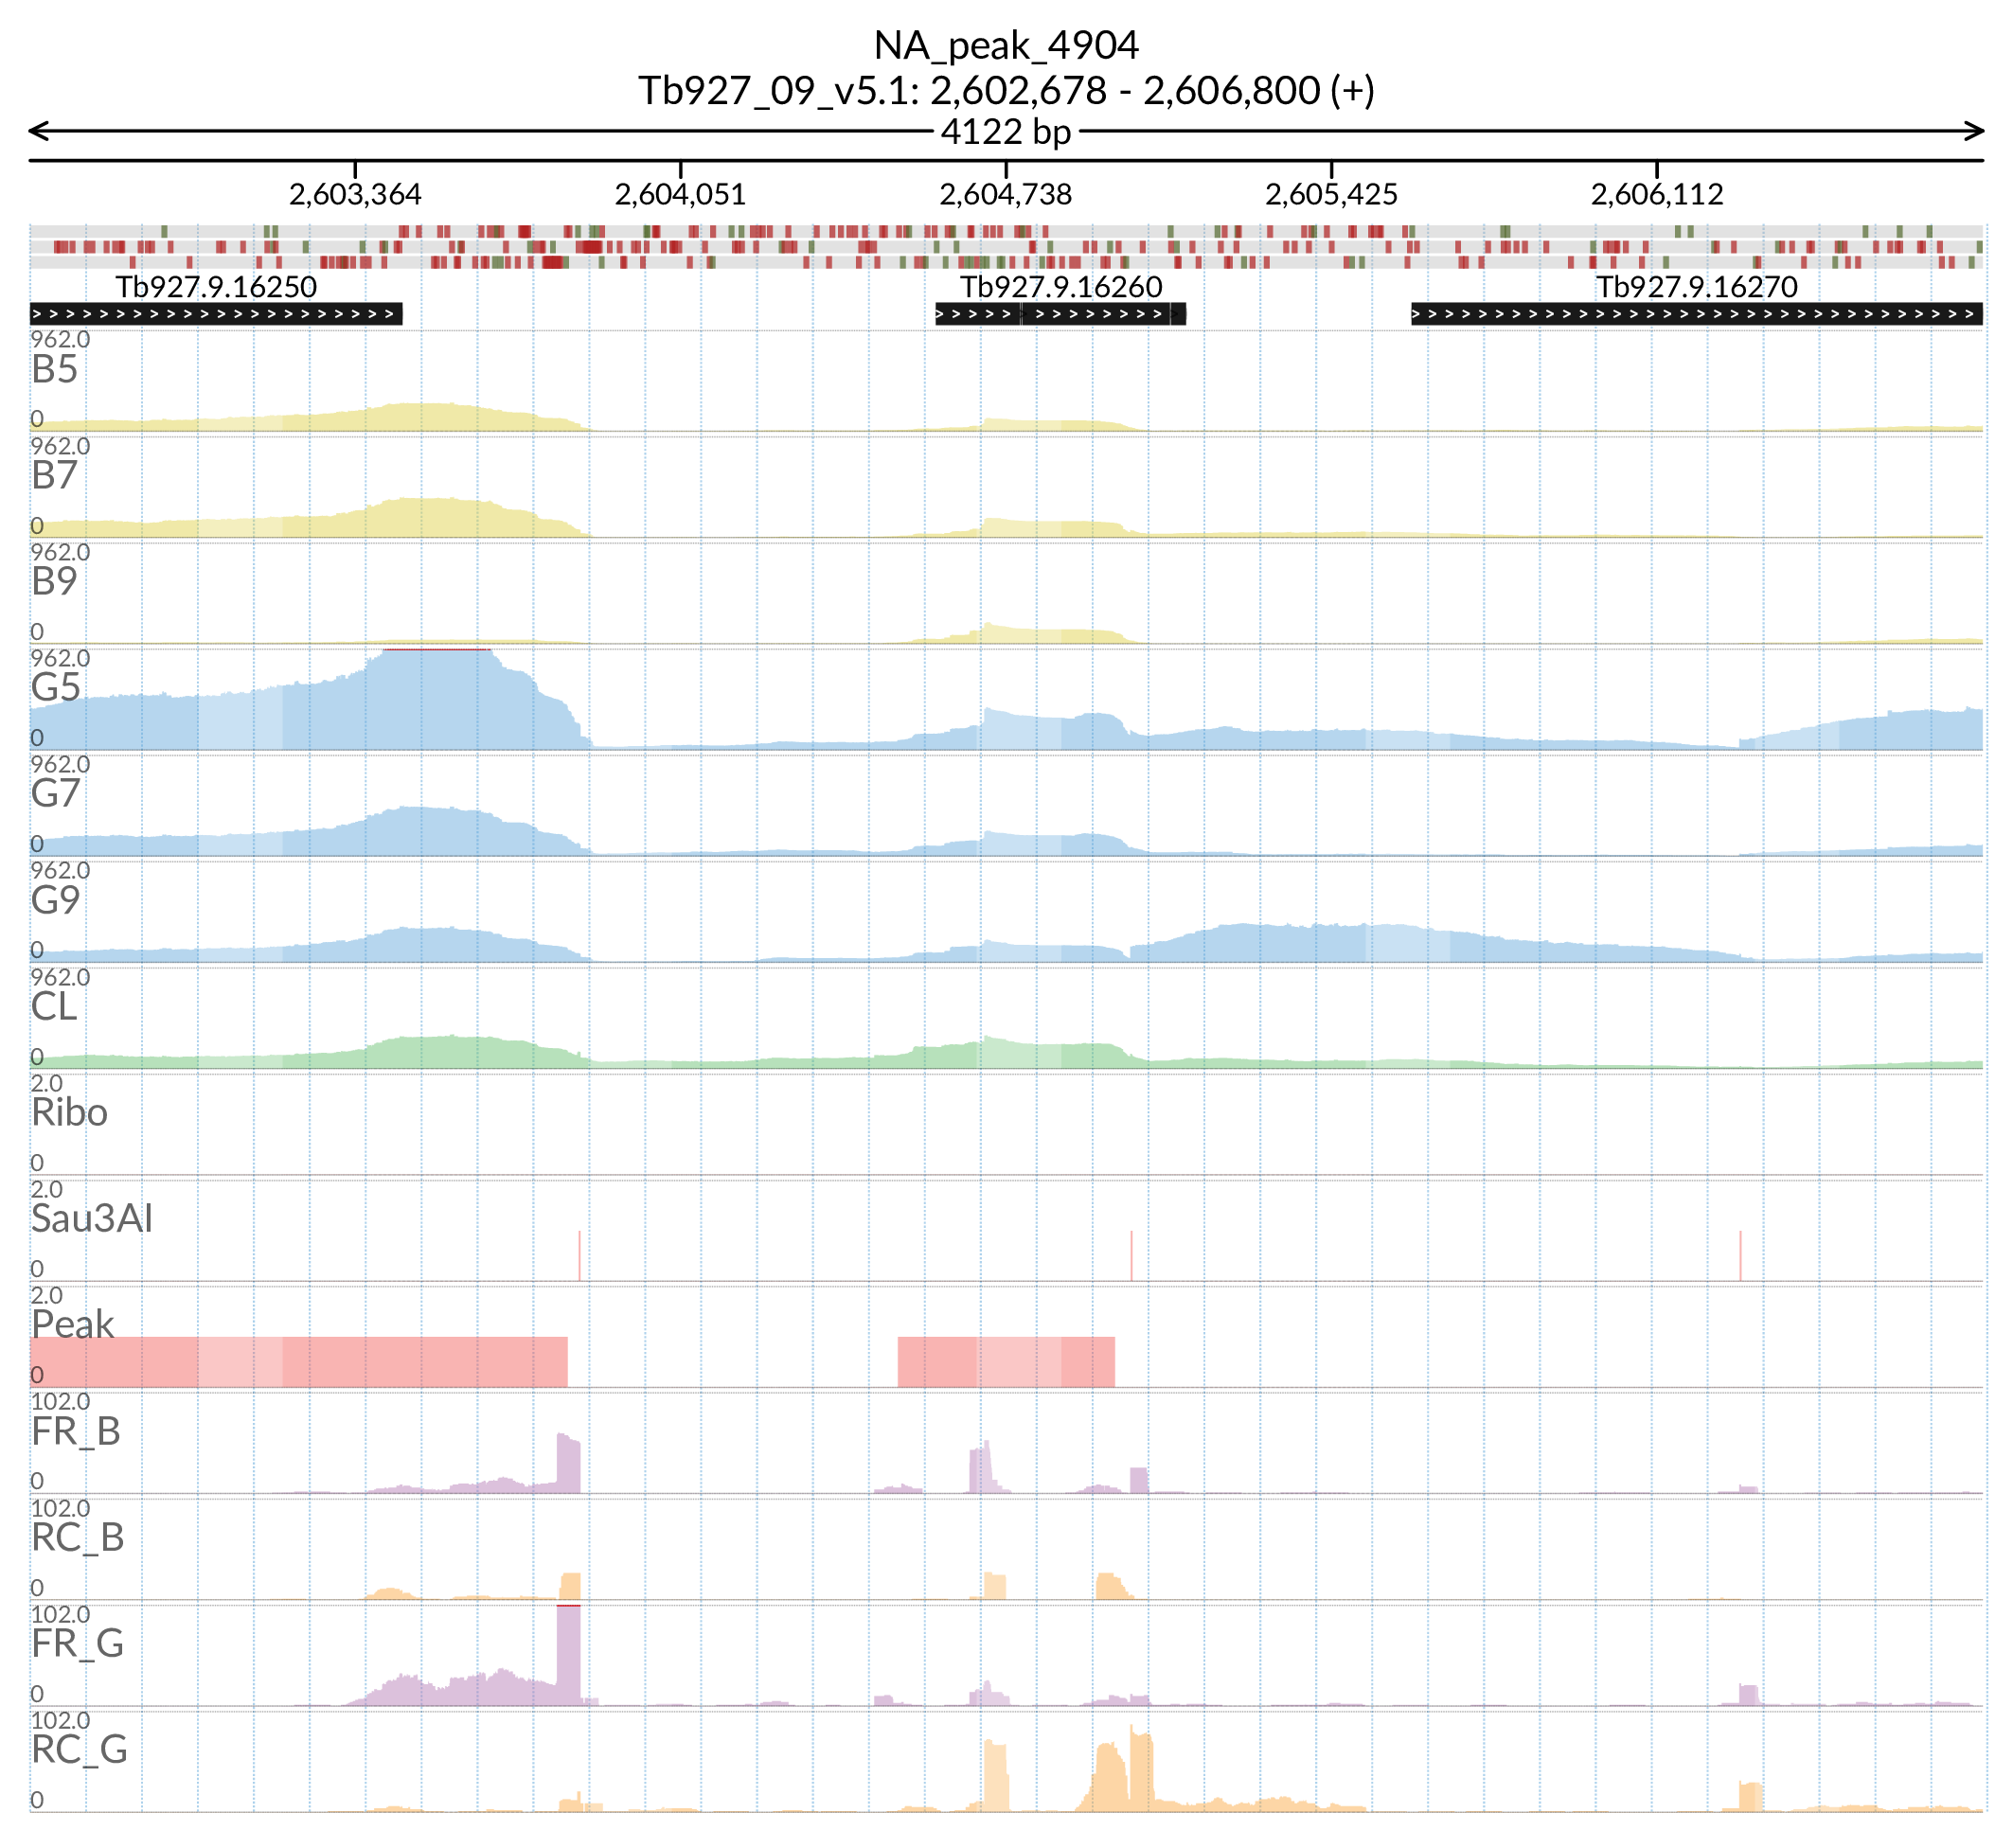 NA_peak_4904
Tb927_09_v5.1: 2,602,678 - 2,606,800 (+)
4122 bp
2,603,364 2,604,051 2,604,738 2,605,425 2,606,112
Tb927.9.16250 Tb927.9.16260 Tb927.9.16270
962.0
B5
0
962.0
B7
0
962.0
B9
0
962.0
G5
0
962.0
G7
0
962.0
G9
0
962.0
CL
0
2.0
Ribo
0
2.0
Sau3AI
0
2.0
Peak
0
102.0
FR_B
0
102.0
RC_B
0
102.0
FR_G
0
102.0
RC_G
0